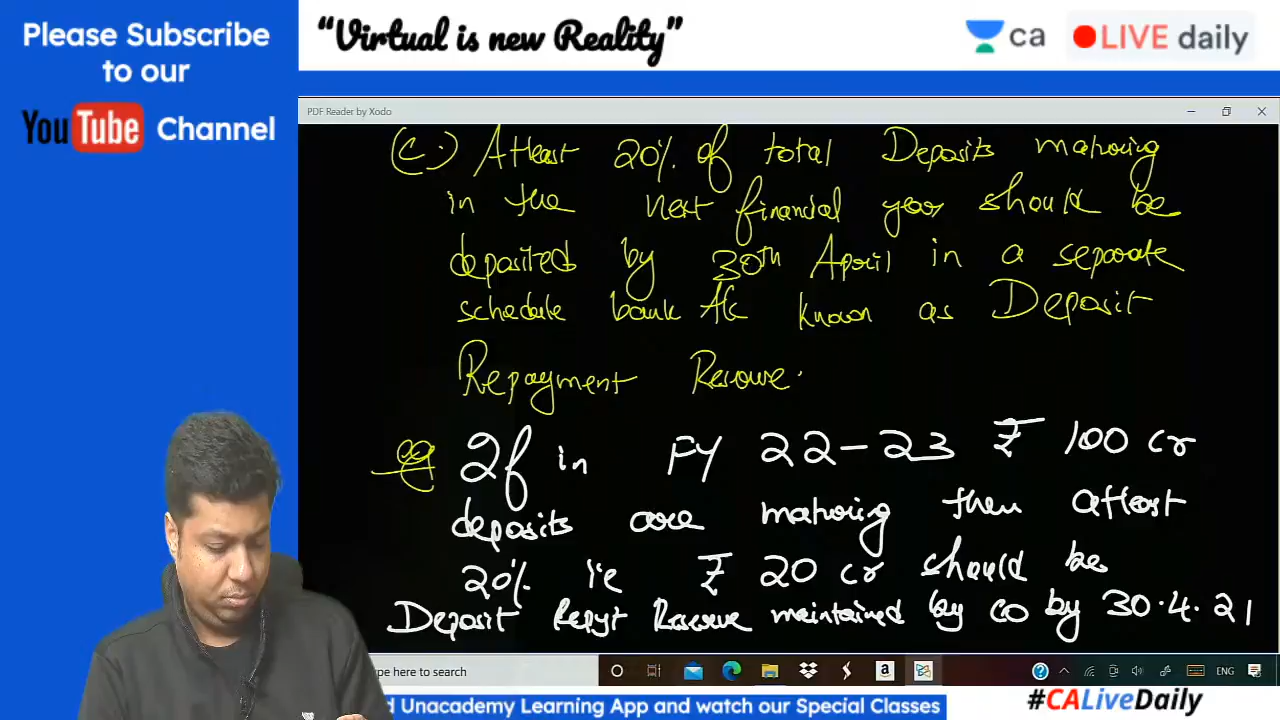 Please Subscribe
to our
YouTube Channel
“Virtual is new Reality”
ca
LIVE daily
PDF Reader by Xodo
(c.) Atleast 20% of total Deposits maturing
in the next financial year should be
deposited by 30th April in a separate
schedule bank A/c known as Deposit
Repayment Reserve.
eg If in FY 22-23 ₹ 100 cr
deposits are maturing then atleast
20% ie ₹ 20 cr should be
Deposit Repyt Reserve maintained by co by 30.4.21
pe here to search
ENG
d Unacademy Learning App and watch our Special Classes
#CALiveDaily